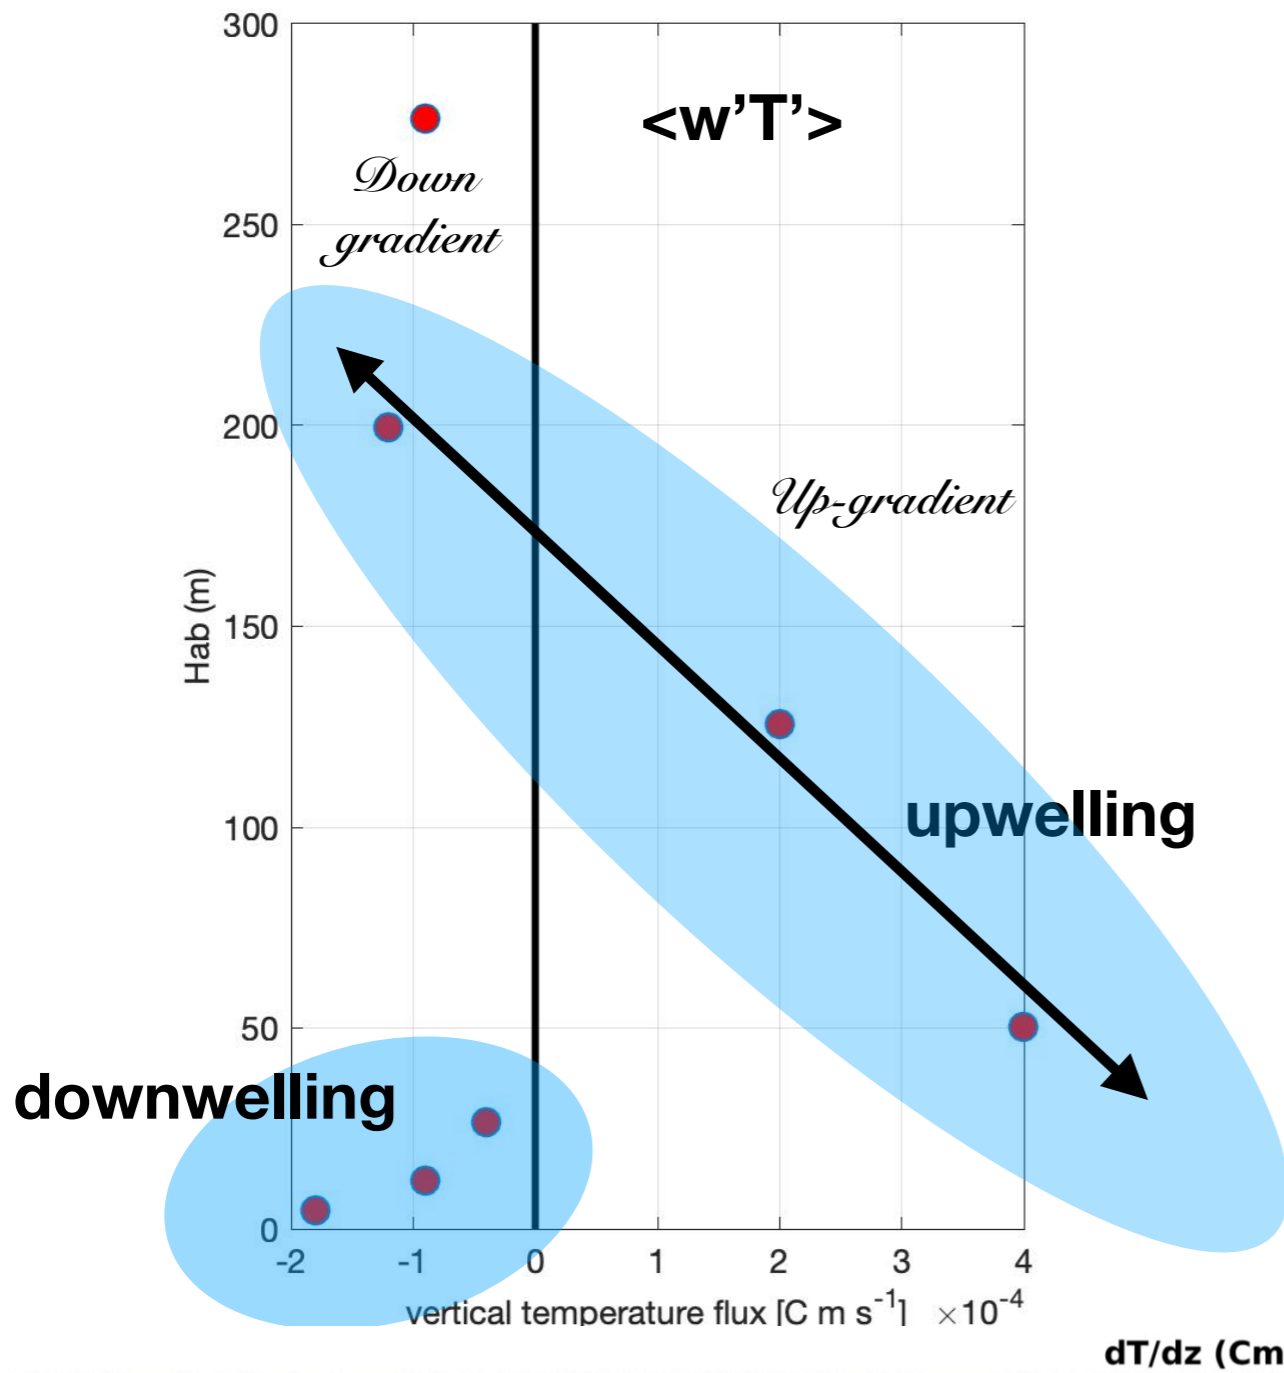 300
<w’T’>
Down
gradient
250
200
Up-gradient
Hab (m)
150
upwelling
100
50
downwelling
0
-2 -1 0 1 2 3 4
vertical temperature flux [C m s-1] ×10-4
dT/dz (Cm